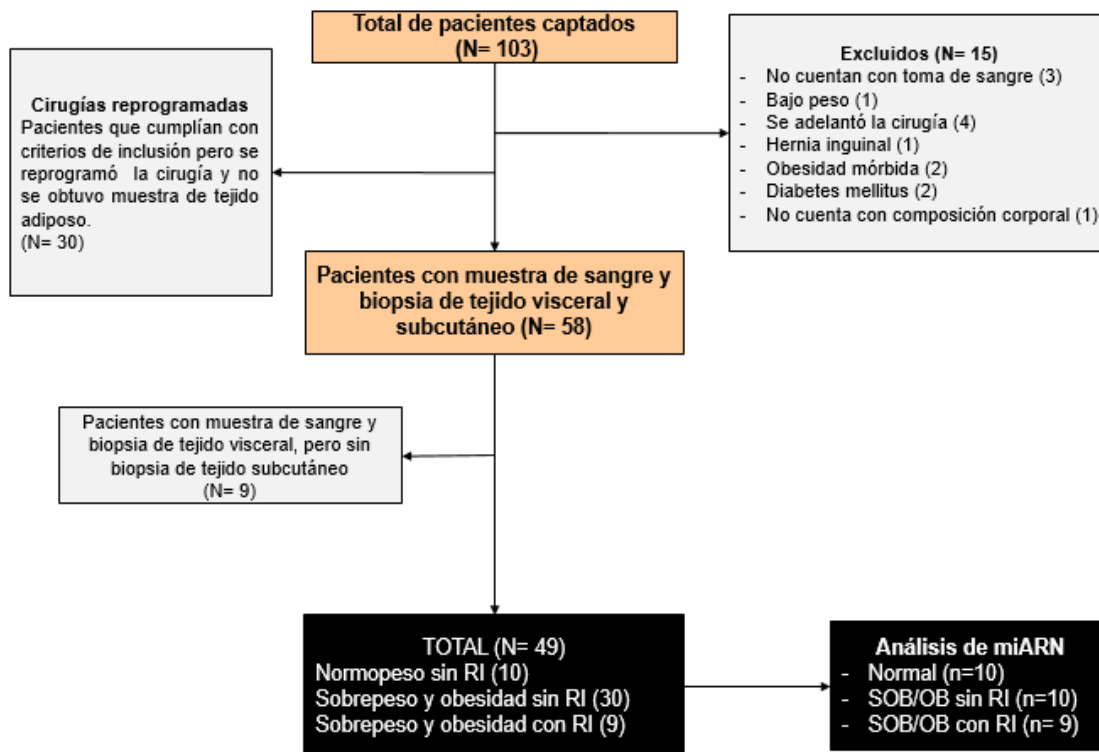 Total de pacientes captados
(N= 103)
Cirugías reprogramadas
Pacientes que cumplían con
criterios de inclusión pero se
reprogramó la cirugía y no
se obtuvo muestra de tejido
adiposo.
(N= 30)
Excluidos (N= 15)
- No cuentan con toma de sangre (3)
- Bajo peso (1)
- Se adelantó la cirugía (4)
- Hernia inguinal (1)
- Obesidad mórbida (2)
- Diabetes mellitus (2)
- No cuenta con composición corporal (1)
Pacientes con muestra de sangre y
biopsia de tejido visceral y
subcutáneo (N= 58)
Pacientes con muestra de sangre y
biopsia de tejido visceral, pero sin
biopsia de tejido subcutáneo
(N= 9)
TOTAL (N= 49)
Normopeso sin RI (10)
Sobrepeso y obesidad sin RI (30)
Sobrepeso y obesidad con RI (9)
Análisis de miARN
- Normal (n=10)
- SOB/OB sin RI (n=10)
- SOB/OB con RI (n= 9)